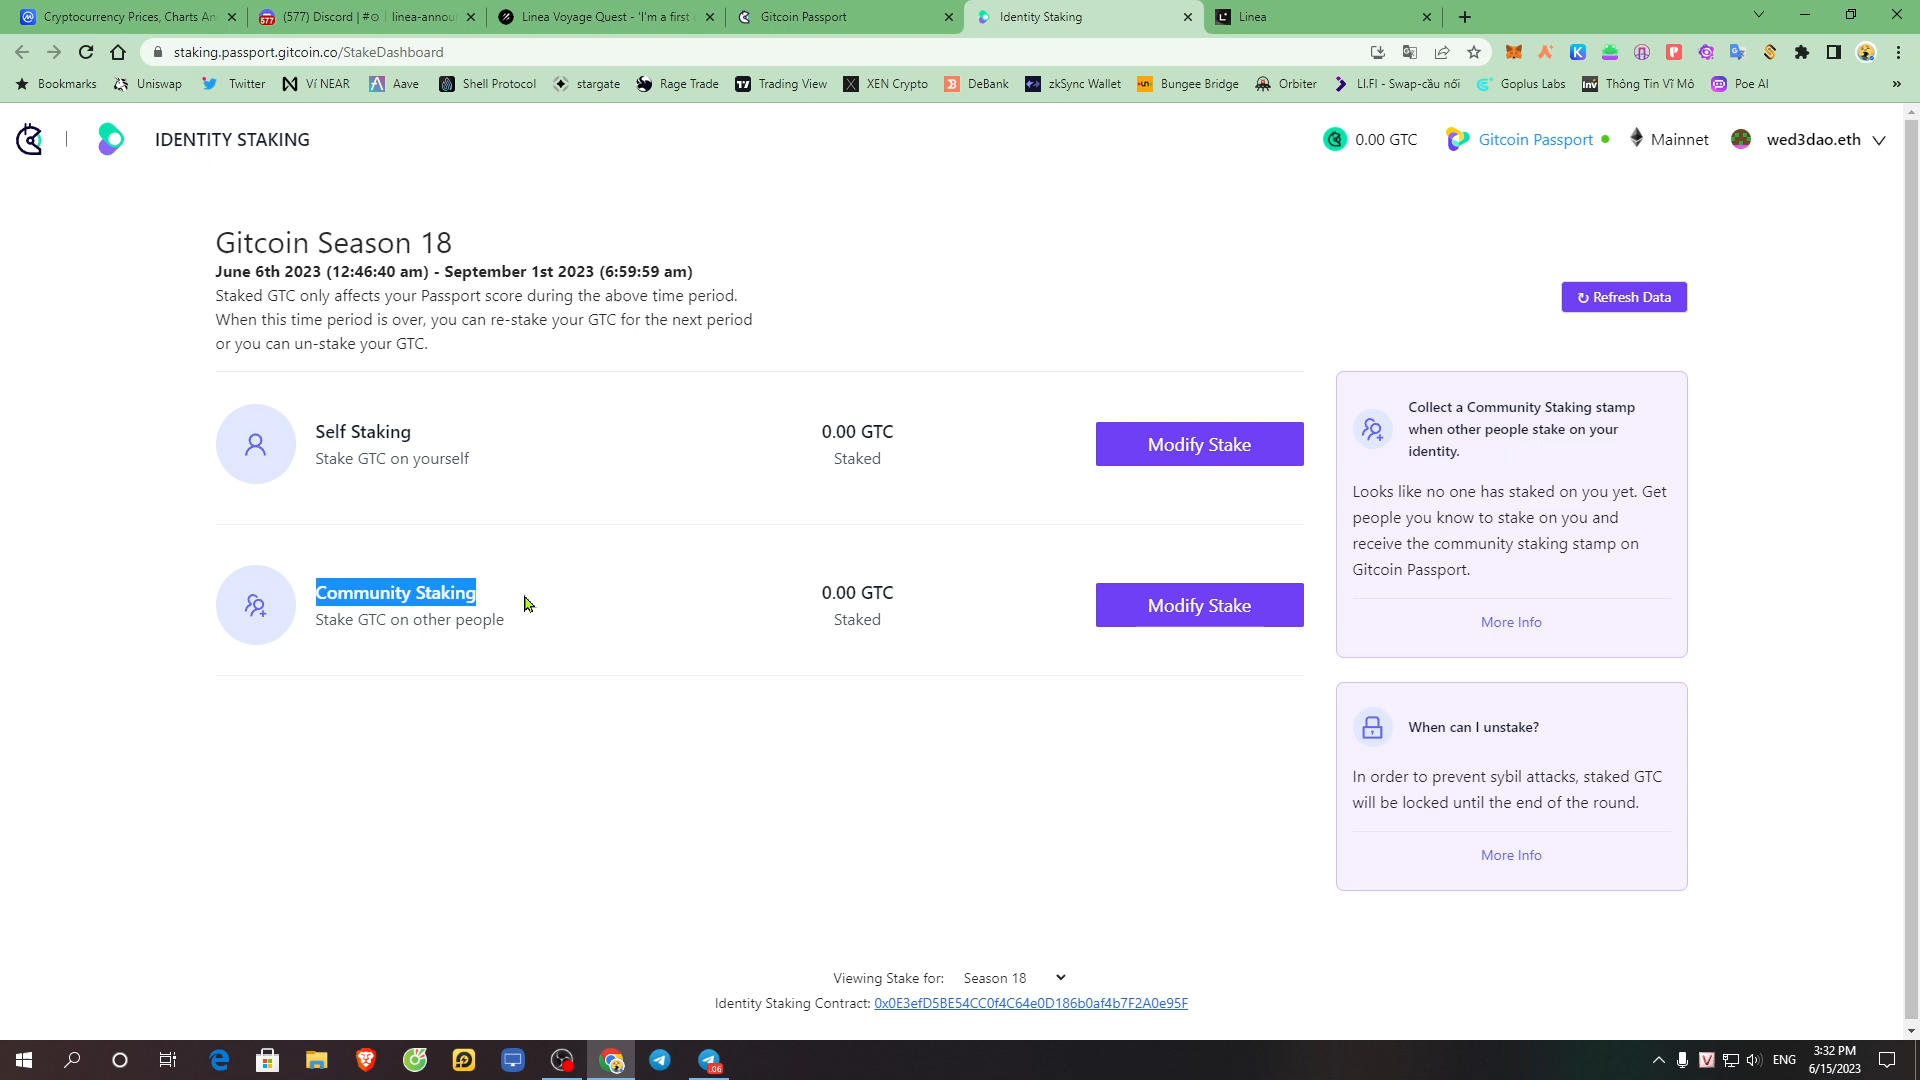 Cryptocurrency Prices, Charts An
(577) Discord | #⊙ | linea-annou
Linea Voyage Quest - 'I'm a first
Gitcoin Passport
Identity Staking
Linea
staking.passport.gitcoin.co/StakeDashboard
Bookmarks
Uniswap
Twitter
Ví NEAR
Aave
Shell Protocol
stargate
Rage Trade
Trading View
XEN Crypto
DeBank
zkSync Wallet
Bungee Bridge
Orbiter
LI.FI - Swap-cầu nối
Goplus Labs
Thông Tin Vĩ Mô
Poe AI
»
IDENTITY STAKING
0.00 GTC
Gitcoin Passport
Mainnet
wed3dao.eth
Gitcoin Season 18
June 6th 2023 (12:46:40 am) - September 1st 2023 (6:59:59 am)
Staked GTC only affects your Passport score during the above time period.
When this time period is over, you can re-stake your GTC for the next period
or you can un-stake your GTC.
↻ Refresh Data
Self Staking
Stake GTC on yourself
0.00 GTC
Staked
Modify Stake
Community Staking
Stake GTC on other people
0.00 GTC
Staked
Modify Stake
Collect a Community Staking stamp
when other people stake on your
identity.
Looks like no one has staked on you yet. Get
people you know to stake on you and
receive the community staking stamp on
Gitcoin Passport.
More Info
When can I unstake?
In order to prevent sybil attacks, staked GTC
will be locked until the end of the round.
More Info
Viewing Stake for: Season 18
Identity Staking Contract: 0x0E3efD5BE54CC0f4C64e0D186b0af4b7F2A0e95F
ENG
3:32 PM
6/15/2023